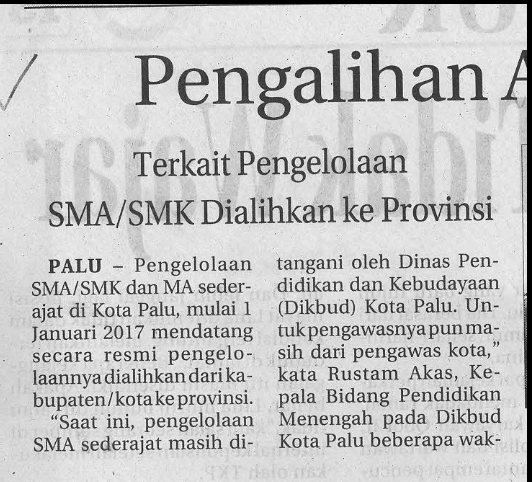 Pengalihan A
Terkait Pengelolaan
SMA/SMK Dialihkan ke Provinsi
PALU – Pengelolaan
SMA/SMK dan MA seder-
ajat di Kota Palu, mulai 1
Januari 2017 mendatang
secara resmi pengelo-
laannya dialihkan dari ka-
bupaten/kota ke provinsi.
“Saat ini, pengelolaan
SMA sederajat masih di-
tangani oleh Dinas Pen-
didikan dan Kebudayaan
(Dikbud) Kota Palu. Un-
tuk pengawasnya pun ma-
sih dari pengawas kota,„
kata Rustam Akas, Ke-
pala Bidang Pendidikan
Menengah pada Dikbud
Kota Palu beberapa wak-